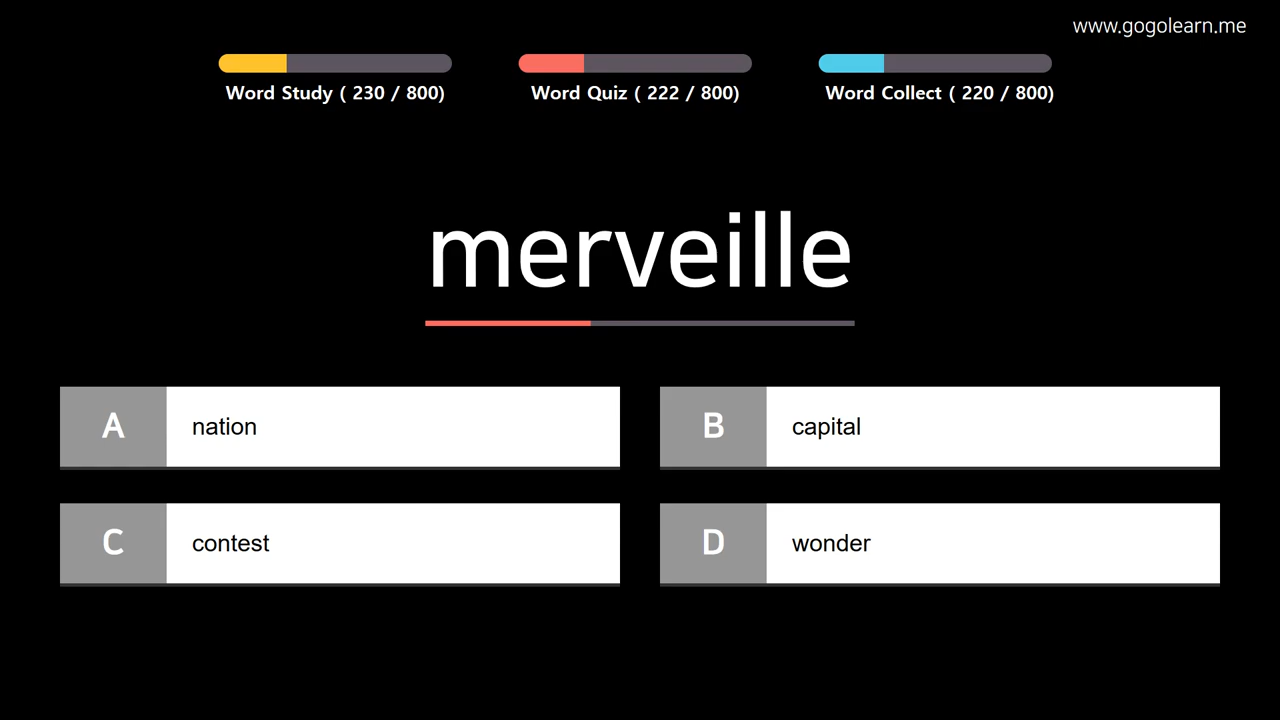 www.gogolearn.me
Word Study ( 230 / 800)
Word Quiz ( 222 / 800)
Word Collect ( 220 / 800)
merveille
A nation
B capital
C contest
D wonder